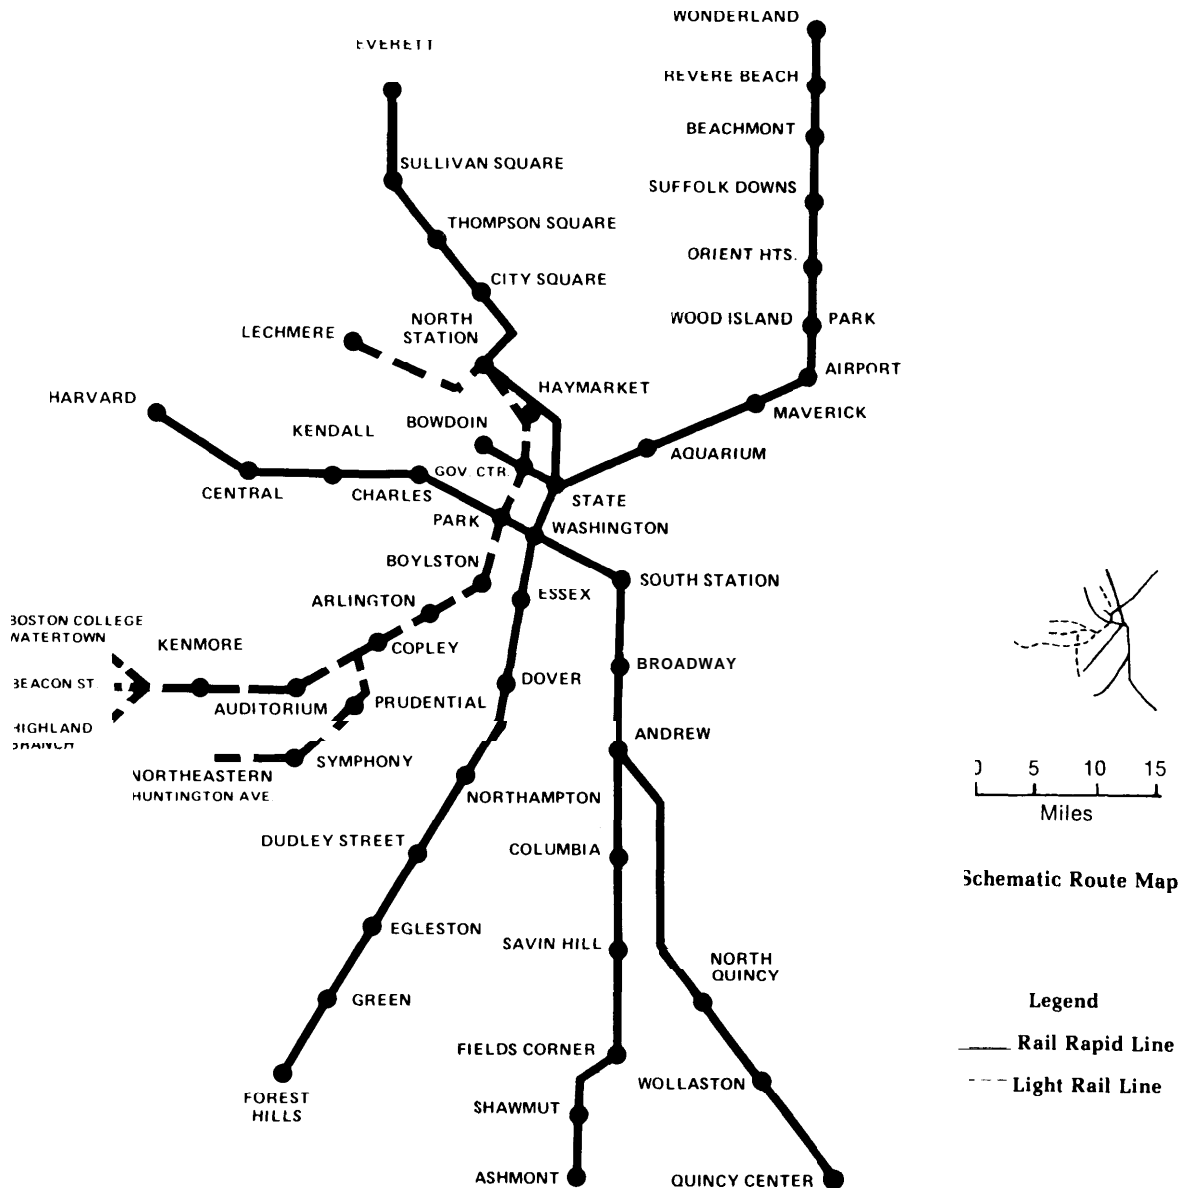 WONDERLAND
EVERETT
REVERE BEACH
BEACHMONT
SULLIVAN SQUARE
SUFFOLK DOWNS
THOMPSON SQUARE
ORIENT HTS.
CITY SQUARE
NORTH
STATION
WOOD ISLAND PARK
LECHMERE
AIRPORT
HAYMARKET
HARVARD
MAVERICK
BOWDOIN
KENDALL
AQUARIUM
GOV. CTR.
CENTRAL
CHARLES
STATE
PARK
WASHINGTON
BOYLSTON
SOUTH STATION
ESSEX
ARLINGTON
BOSTON COLLEGE
WATERTOWN
KENMORE
COPLEY
BROADWAY
BEACON ST.
DOVER
AUDITORIUM
PRUDENTIAL
HIGHLAND
BRANCH
ANDREW
SYMPHONY
NORTHEASTERN
HUNTINGTON AVE.
NORTHAMPTON
0 5 10 15
Miles
DUDLEY STREET
COLUMBIA
Schematic Route Map
EGLESTON
SAVIN HILL
NORTH
QUINCY
GREEN
Legend
FIELDS CORNER
Rail Rapid Line
WOLLASTON
Light Rail Line
FOREST
HILLS
SHAWMUT
ASHMONT
QUINCY CENTER